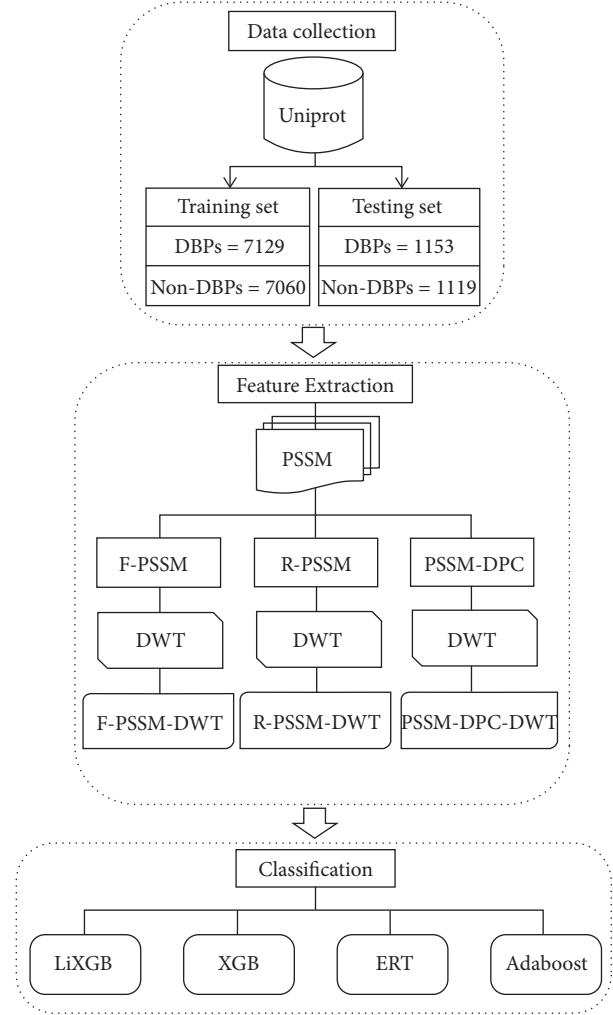 Data collection
Uniprot
Training set
DBPs = 7129
Non-DBPs = 7060
Testing set
DBPs = 1153
Non-DBPs = 1119
Feature Extraction
PSSM
F-PSSM
R-PSSM
PSSM-DPC
DWT
DWT
DWT
F-PSSM-DWT
R-PSSM-DWT
PSSM-DPC-DWT
Classification
LiXGB
XGB
ERT
Adaboost